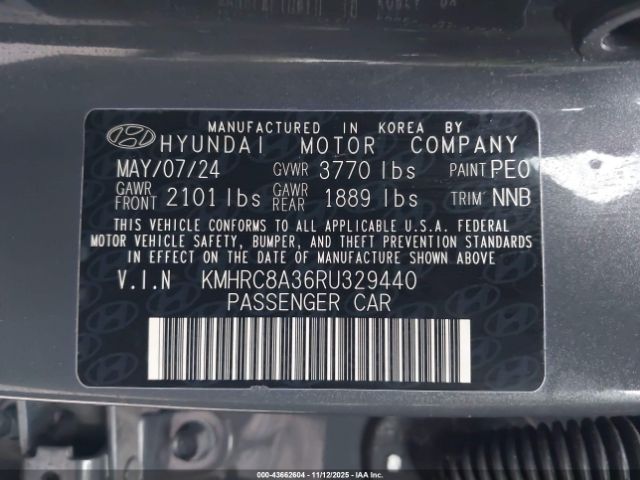 MANUFACTURED IN KOREA BY
HYUNDAI MOTOR COMPANY
MAY/07/24 GVWR 3770 lbs PAINT PE0
GAWR FRONT 2101 lbs GAWR REAR 1889 lbs TRIM NNB
THIS VEHICLE CONFORMS TO ALL APPLICABLE U.S.A. FEDERAL
MOTOR VEHICLE SAFETY, BUMPER, AND THEFT
PREVENTION STANDARDS IN EFFECT ON THE DATE OF MANUFACTURE SHOWN ABOVE.
V.I.N KMHRC8A36RU329440
PASSENGER CAR
000-43662604 - 11/12/2025 - IAA, Inc.